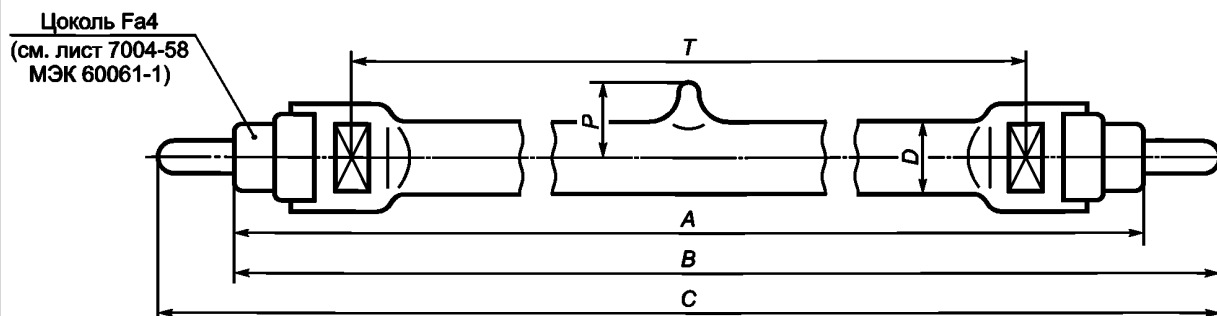 Цоколь Fa4
(см. лист 7004-58
МЭК 60061-1)
T
P
D
A
B
C